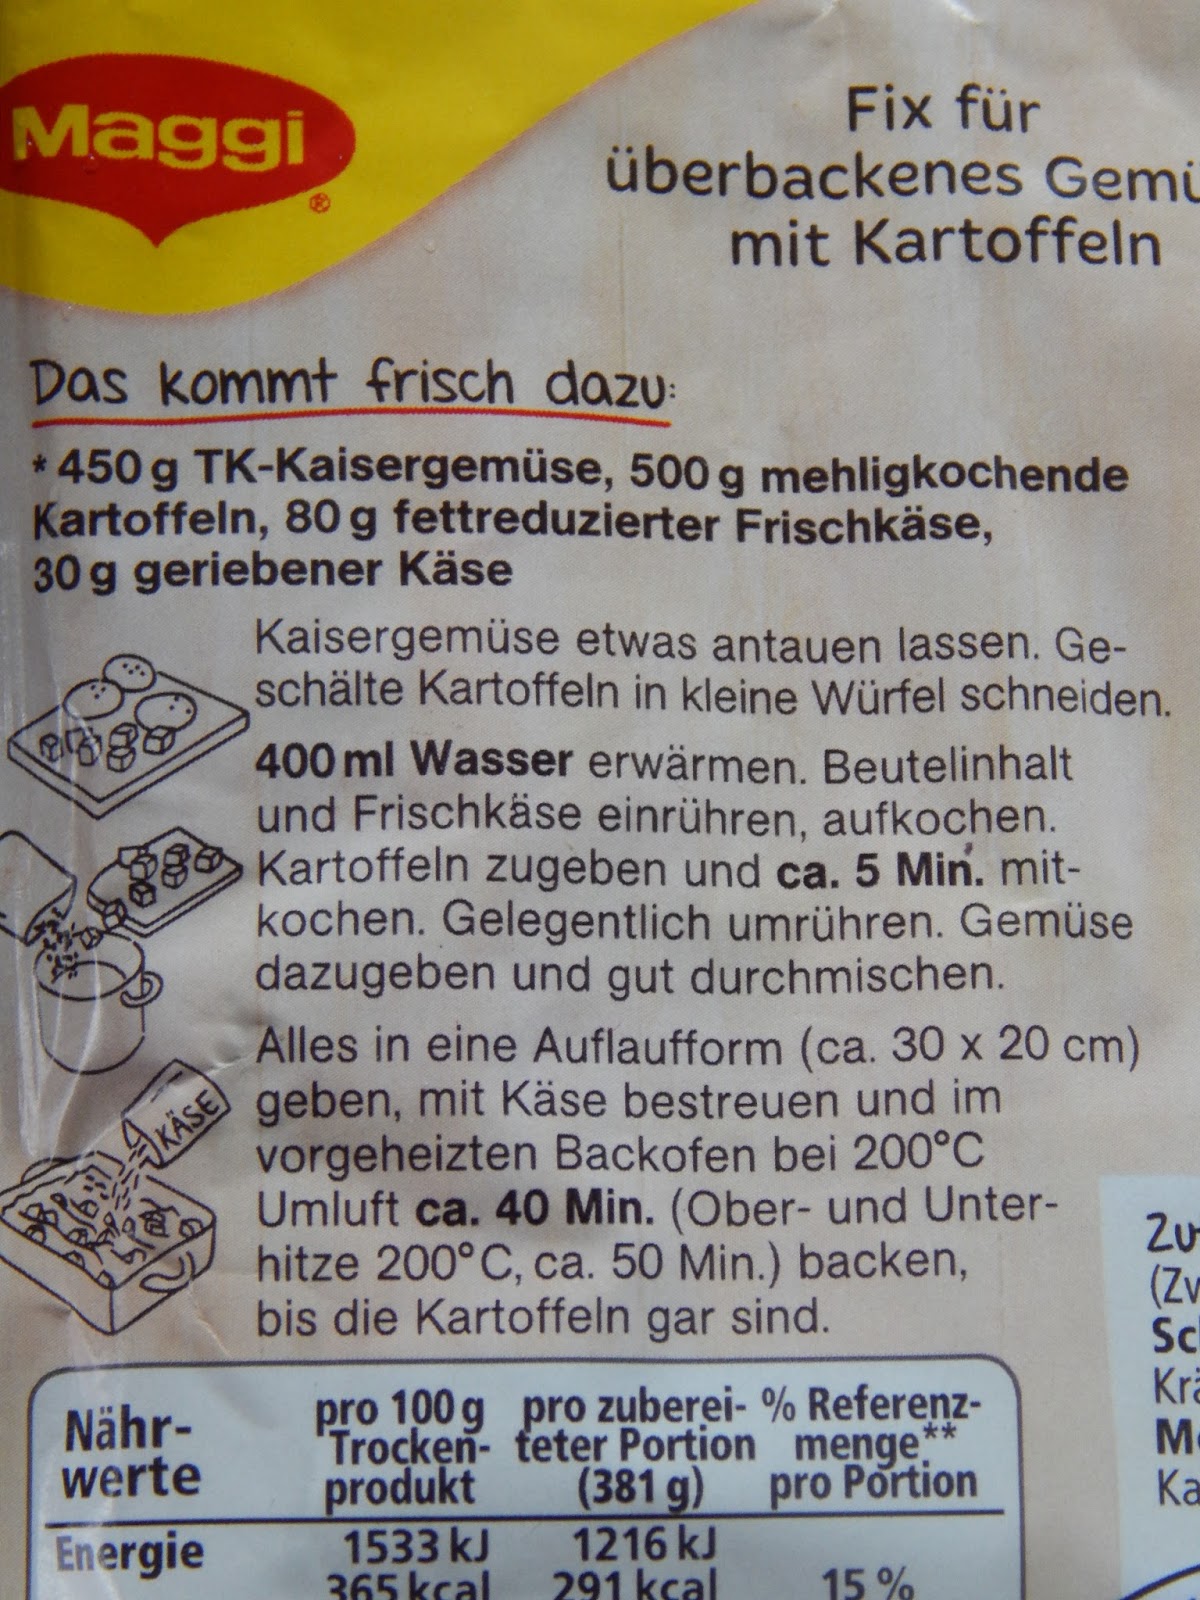 Maggi
®
Fix für
überbackenes
mit Kartoffeln
Das kommt frisch dazu:
* 450 g TK-Kaisergemüse, 500 g mehligkochende
Kartoffeln, 80 g fettreduzierter Frischkäse,
30 g geriebener Käse
Kaisergemüse etwas antauen lassen. Ge-
schälte Kartoffeln in kleine Würfel schneiden.
400 ml Wasser erwärmen. Beutelinhalt
und Frischkäse einrühren, aufkochen.
Kartoffeln zugeben und ca. 5 Min. mit-
kochen. Gelegentlich umrühren. Gemüse
dazugeben und gut durchmischen.
Alles in eine Auflaufform (ca. 30 x 20 cm)
geben, mit Käse bestreuen und im
vorgeheizten Backofen bei 200°C
Umluft ca. 40 Min. (Ober- und Unter-
hitze 200°C, ca. 50 Min.) backen,
bis die Kartoffeln gar sind.
KÄSE
Nähr-
werte
pro 100 g
Trocken-
produkt
pro zuberei-
teter Portion
(381 g)
% Referenz-
menge**
pro Portion
Energie 1533 kJ 1216 kJ
365 kcal 291 kcal 15 %